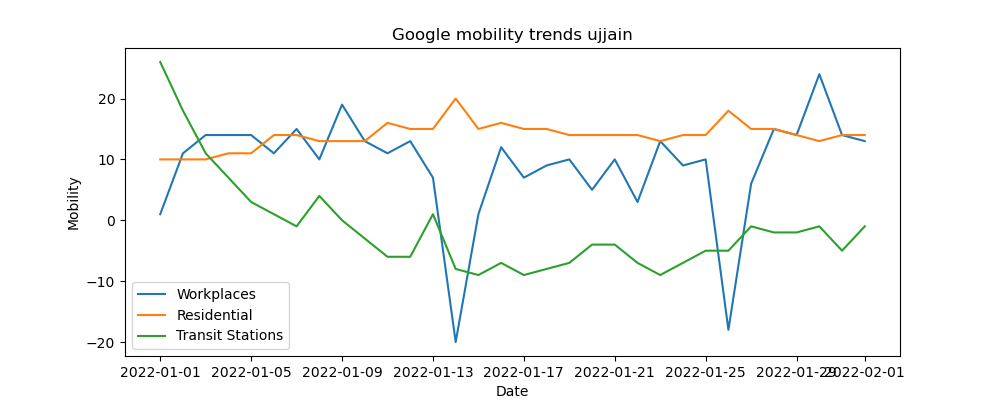 Google mobility trends ujjain
Mobility
20
10
0
−10
−20
Workplaces
Residential
Transit Stations
2022-01-01 2022-01-05 2022-01-09 2022-01-13 2022-01-17 2022-01-21 2022-01-25 2022-01-29 2022-02-01
Date